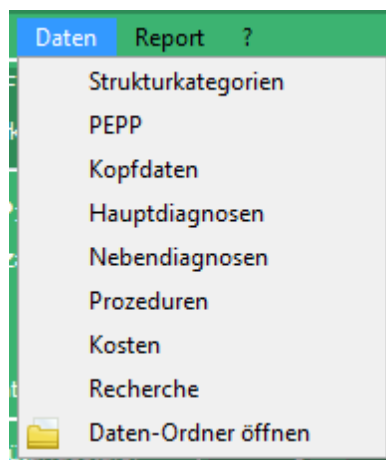 Daten Report ?
Strukturkategorien
PEPP
Kopfdaten
Hauptdiagnosen
Nebendiagnosen
Prozeduren
Kosten
Recherche
Daten-Ordner öffnen